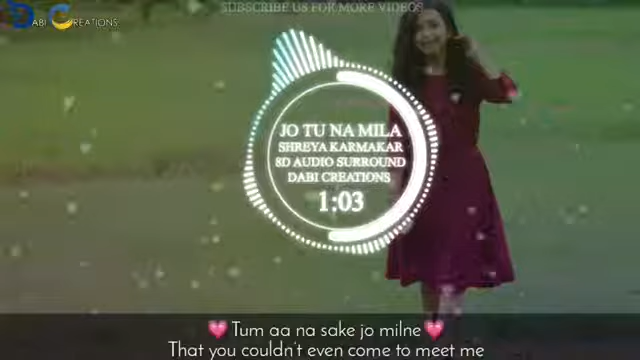 SUBSCRIBE US FOR MORE VIDEOS
DABI CREATIONS
JO TU NA MILA
SHREYA KARMAKAR
8D AUDIO SURROUND
DABI CREATIONS
1:03
💗Tum aa na sake jo milne💗
That you couldn't even come to meet me